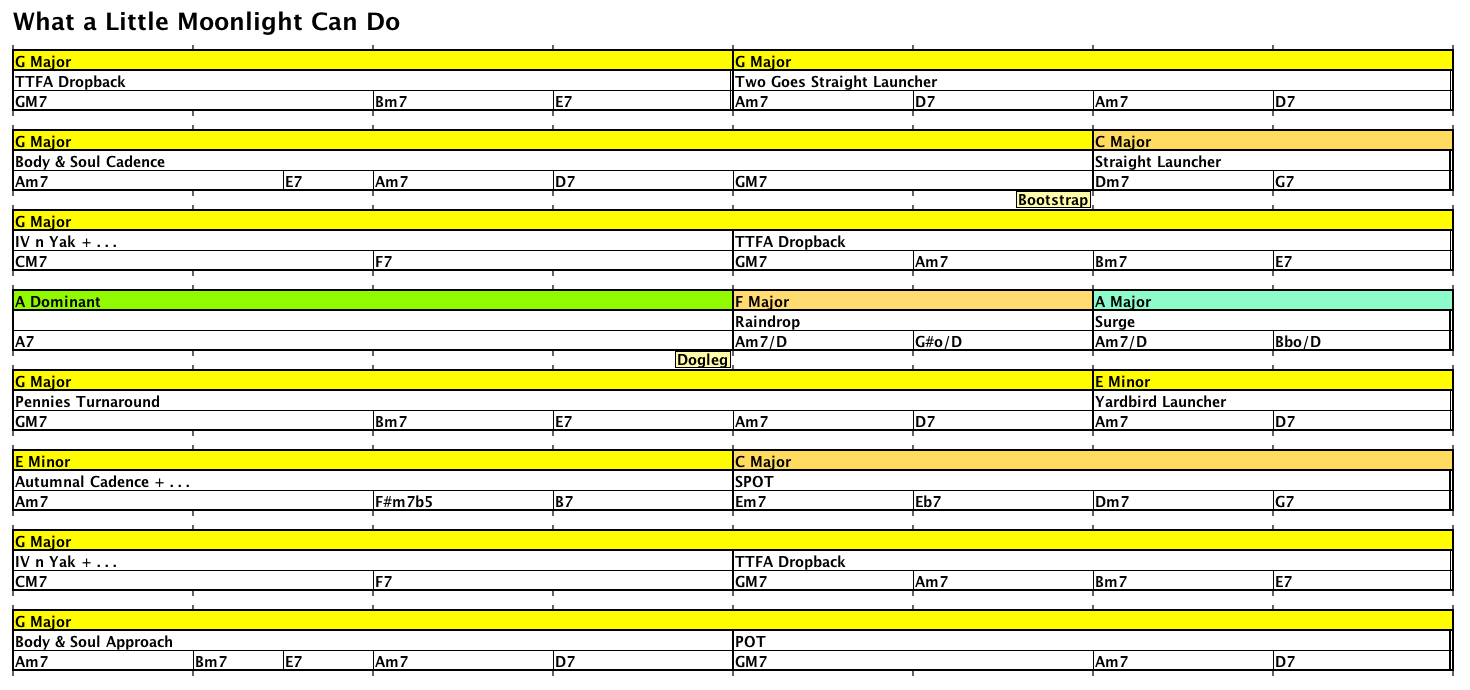 What a Little Moonlight Can Do
G Major G Major
TTFA Dropback Two Goes Straight Launcher
GM7 Bm7 E7 Am7 D7 Am7 D7
G Major C Major
Body & Soul Cadence Straight Launcher
Am7 E7 Am7 D7 GM7 Dm7 G7
Bootstrap
G Major
IV n Yak + . . . TTFA Dropback
CM7 F7 GM7 Am7 Bm7 E7
A Dominant F Major A Major
Raindrop Surge
A7 Am7/D G#o/D Am7/D Bbo/D
Dogleg
G Major E Minor
Pennies Turnaround Yardbird Launcher
GM7 Bm7 E7 Am7 D7 Am7 D7
E Minor C Major
Autumnal Cadence + . . . SPOT
Am7 F#m7b5 B7 Em7 Eb7 Dm7 G7
G Major
IV n Yak + . . . TTFA Dropback
CM7 F7 GM7 Am7 Bm7 E7
G Major
Body & Soul Approach POT
Am7 Bm7 E7 Am7 D7 GM7 Am7 D7